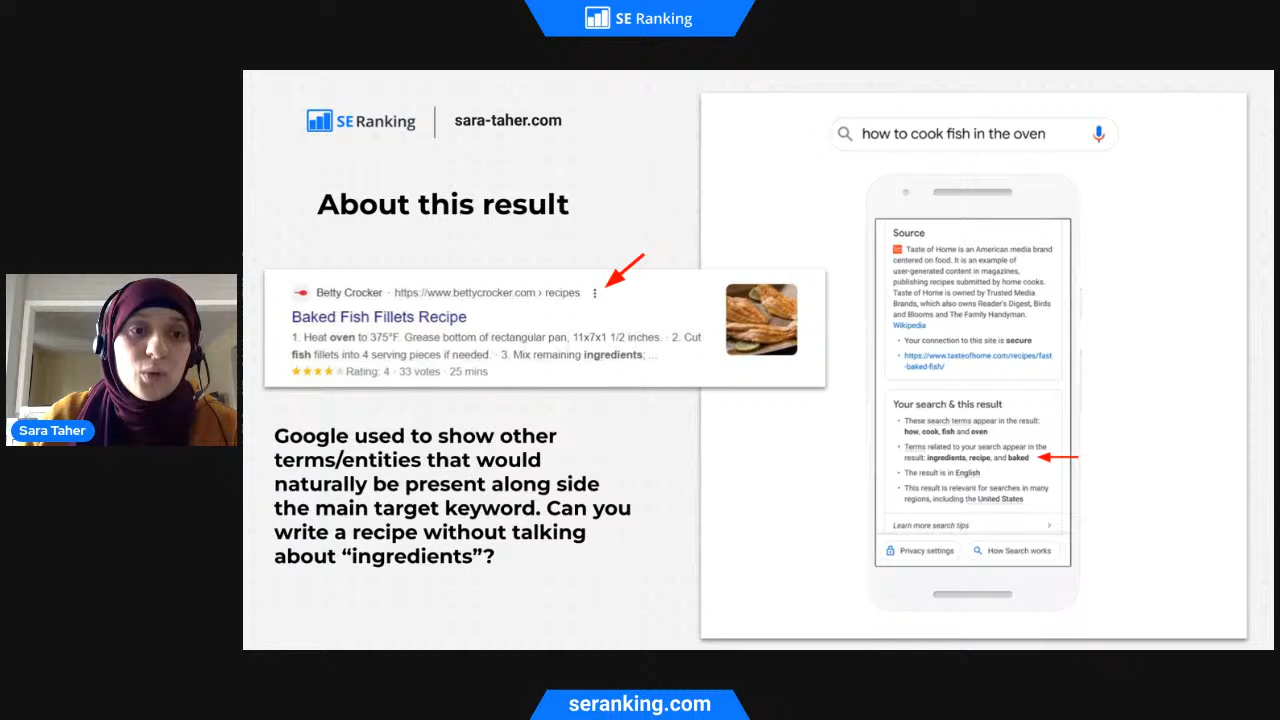 SE Ranking
SE Ranking
sara-taher.com
About this result
Betty Crocker · https://www.bettycrocker.com › recipes
Baked Fish Fillets Recipe
1. Heat oven to 375°F. Grease bottom of rectangular pan, 11x7x1 1/2 inches. · 2. Cut
fish fillets into 4 serving pieces if needed. · 3. Mix remaining ingredients; ...
Rating: 4 · 33 votes · 25 mins
Google used to show other
terms/entities that would
naturally be present along side
the main target keyword. Can you
write a recipe without talking
about “ingredients”?
how to cook fish in the oven
Source
Taste of Home is an American media brand
centered on food. It is an example of
user-generated content in magazines,
publishing recipes submitted by home cooks.
Taste of Home is owned by Trusted Media
Brands, which also owns Reader's Digest, Birds
and Blooms and The Family Handyman.
Wikipedia
• Your connection to this site is secure
• https://www.tasteofhome.com/recipes/fast
-baked-fish/
Your search & this result
• These search terms appear in the result:
how, cook, fish and oven
• Terms related to your search appear in the
result: ingredients, recipe, and baked
• The result is in English
• This result is relevant for searches in many
regions, including the United States
Learn more search tips
Privacy settings
How Search works
Sara Taher
seranking.com